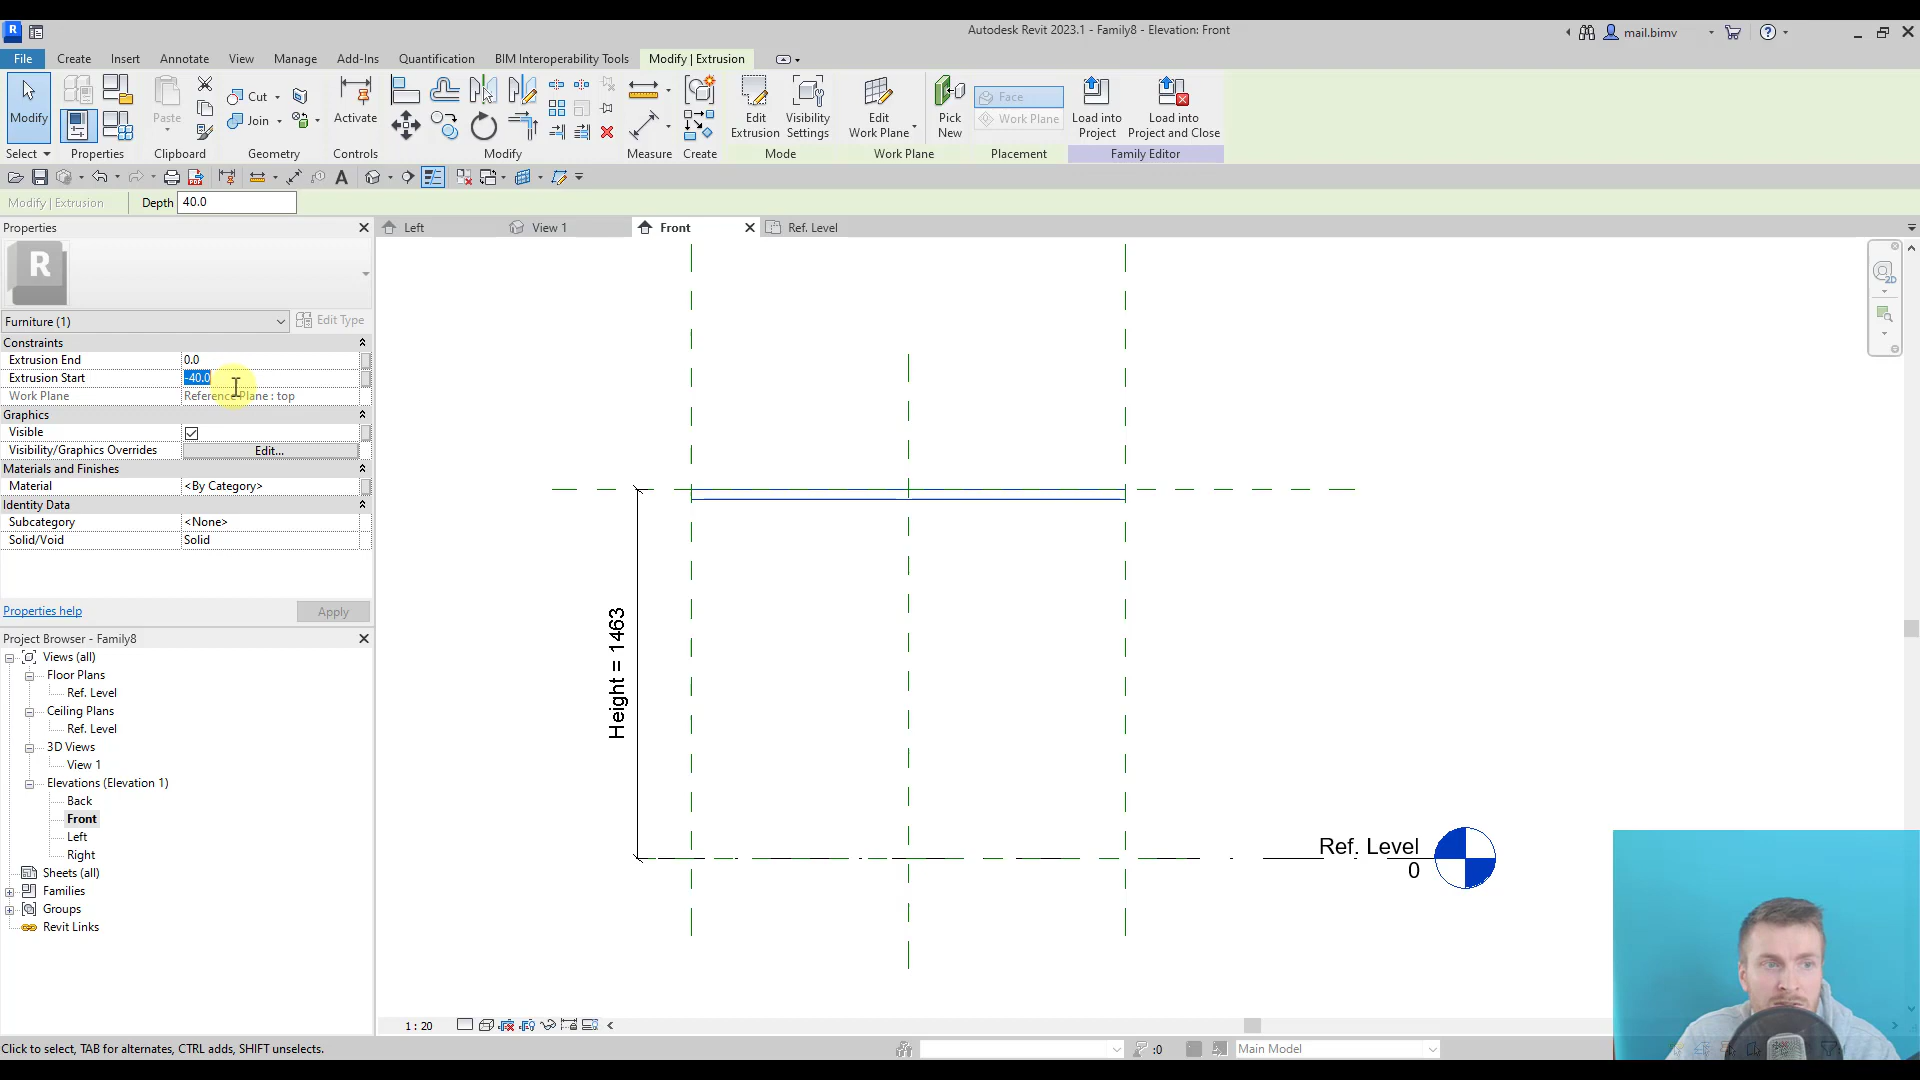 R
Autodesk Revit 2023.1 - Family8 - Elevation: Front
mail.bimv
File Create Insert Annotate View Manage Add-Ins Quantification BIM Interoperability Tools Modify | Extrusion
Modify
Paste
Cut
Join
Activate
Edit Extrusion
Visibility Settings
Edit Work Plane
Pick New
Face
Work Plane
Load into Project
Load into Project and Close
Select Properties Clipboard Geometry Controls Modify Measure Create Mode Work Plane Placement Family Editor
Modify | Extrusion Depth 40.0
Properties
Left View 1 Front Ref. Level
R
Furniture (1) Edit Type
Constraints
Extrusion End 0.0
Extrusion Start -40.0
Work Plane Reference Plane : top
Graphics
Visible
Visibility/Graphics Overrides Edit...
Materials and Finishes
Material <By Category>
Identity Data
Subcategory <None>
Solid/Void Solid
Properties help Apply
Project Browser - Family8
Views (all)
Floor Plans
Ref. Level
Ceiling Plans
Ref. Level
3D Views
View 1
Elevations (Elevation 1)
Back
Front
Left
Right
Sheets (all)
Families
Groups
Revit Links
2D
Height = 1463
Ref. Level
0
1 : 20
Click to select, TAB for alternates, CTRL adds, SHIFT unselects.
:0
Main Model